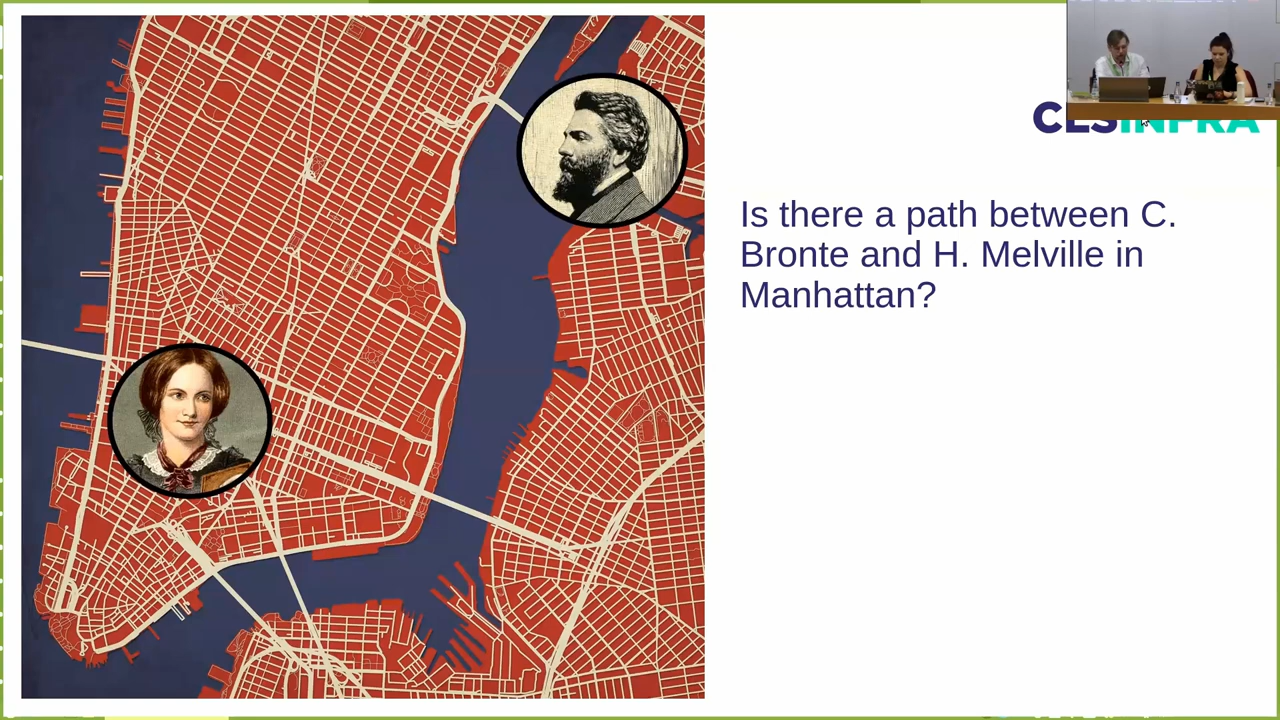 CLSINFRA
Is there a path between C.
Bronte and H. Melville in
Manhattan?